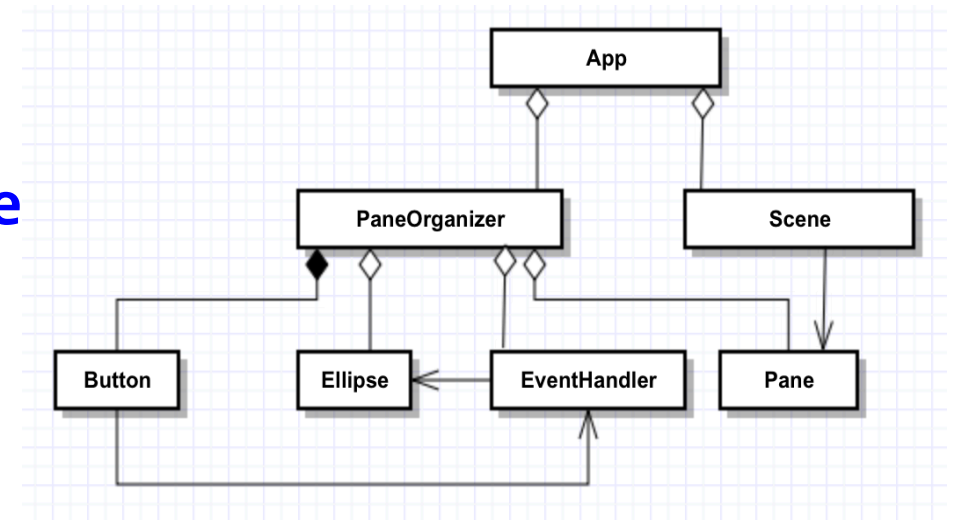 App
e
PaneOrganizer
Scene
Button
Ellipse
EventHandler
Pane